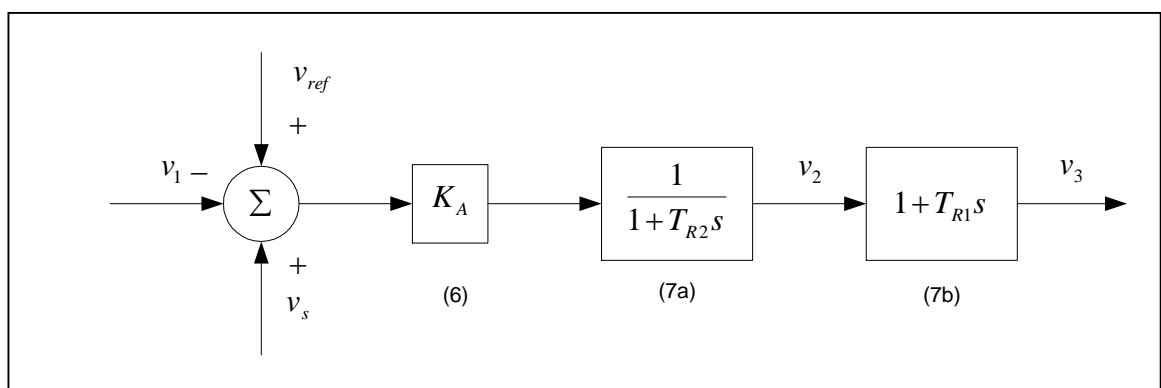 v_ref
+
v_1 −
Σ
K_A
1 / (1 + T_R2 s)
v_2
1 + T_R1 s
v_3
+
v_s
(6)
(7a)
(7b)